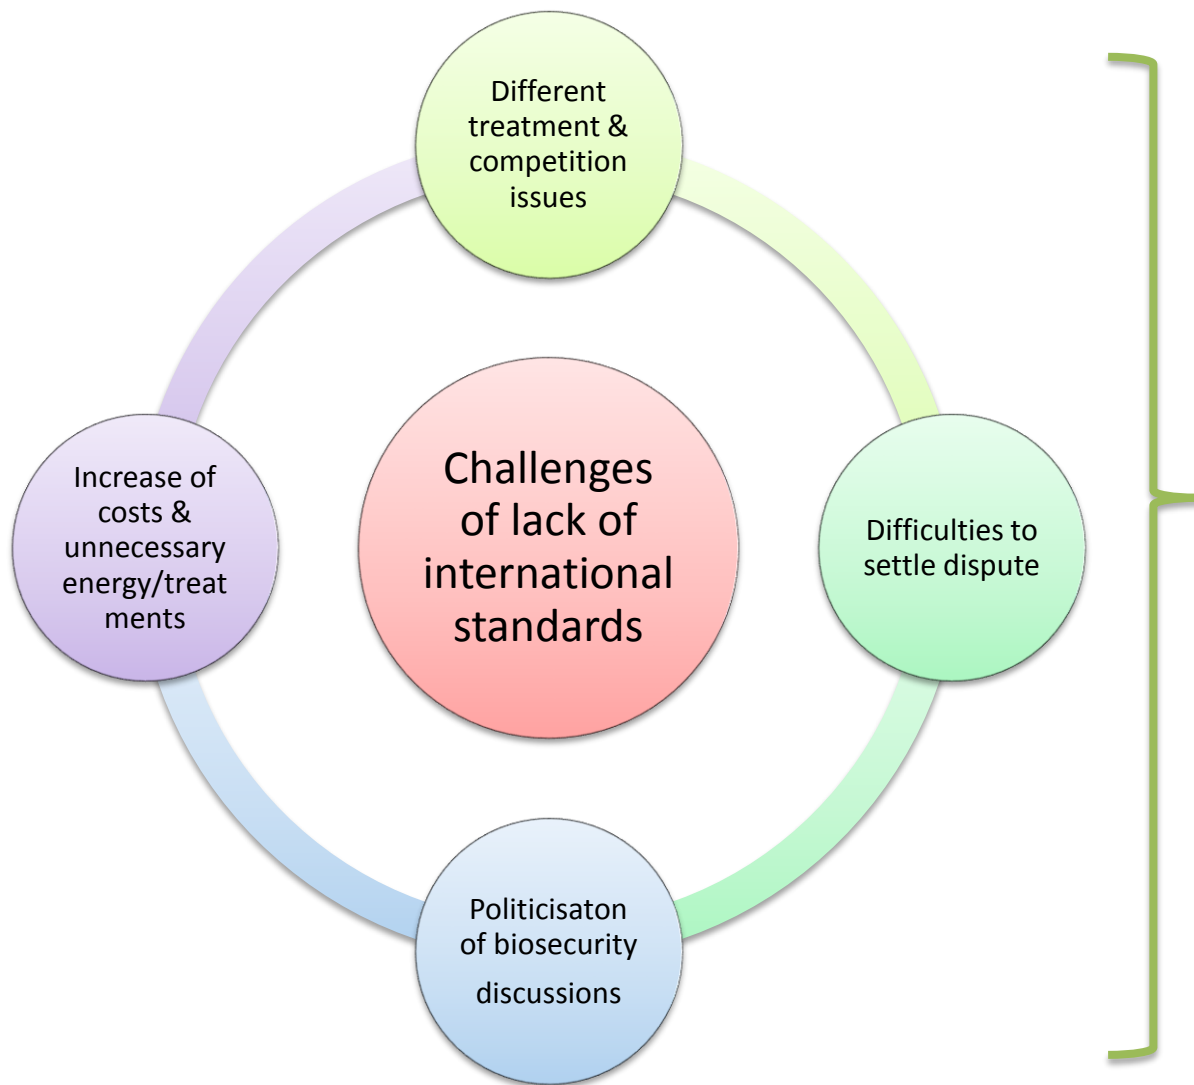 Different
treatment &
competition
issues
Increase of
costs &
unnecessary
energy/treat
ments
Challenges
of lack of
international
standards
Difficulties to
settle dispute
Politicisaton
of biosecurity
discussions